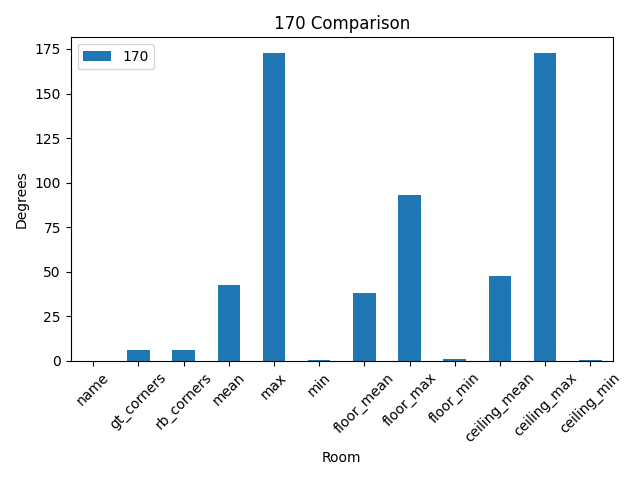 170 Comparison
170
Degrees
175
150
125
100
75
50
25
0
name
gt_corners
rb_corners
mean
max
min
floor_mean
floor_max
floor_min
ceiling_mean
ceiling_max
ceiling_min
Room